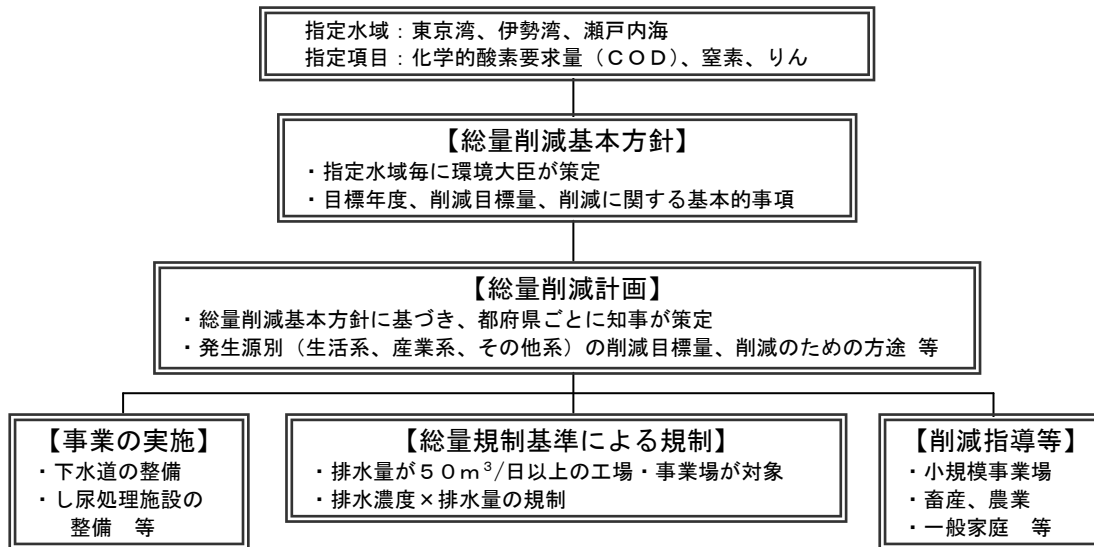 指定水域：東京湾、伊勢湾、瀬戸内海
指定項目：化学的酸素要求量（ＣＯＤ）、窒素、りん
【総量削減基本方針】
・指定水域毎に環境大臣が策定
・目標年度、削減目標量、削減に関する基本的事項
【総量削減計画】
・総量削減基本方針に基づき、都府県ごとに知事が策定
・発生源別（生活系、産業系、その他系）の削減目標量、削減のための方途 等
【事業の実施】
・下水道の整備
・し尿処理施設の
整備　等
【総量規制基準による規制】
・排水量が５０ｍ³/日以上の工場・事業場が対象
・排水濃度×排水量の規制
【削減指導等】
・小規模事業場
・畜産、農業
・一般家庭　等